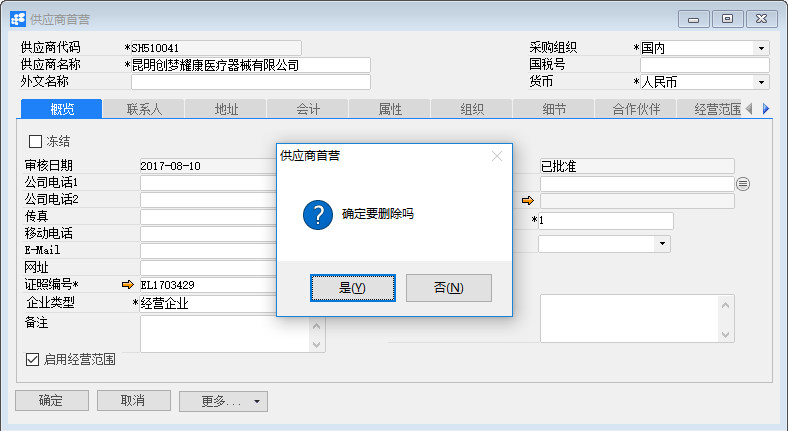 供应商首营
供应商代码 *SH510041 采购组织 *国内
供应商名称 *昆明创梦耀康医疗器械有限公司 国税号
外文名称 货币 *人民币
概览 联系人 地址 会计 属性 组织 细节 合作伙伴 经营范围
冻结
供应商首营
审核日期 2017-08-10 已批准
公司电话1
公司电话2
传真 *1
确定要删除吗
移动电话
E-Mail
网址
证照编号* EL1703429
是(Y) 否(N)
企业类型 *经营企业
备注
启用经营范围
确定 取消 更多...